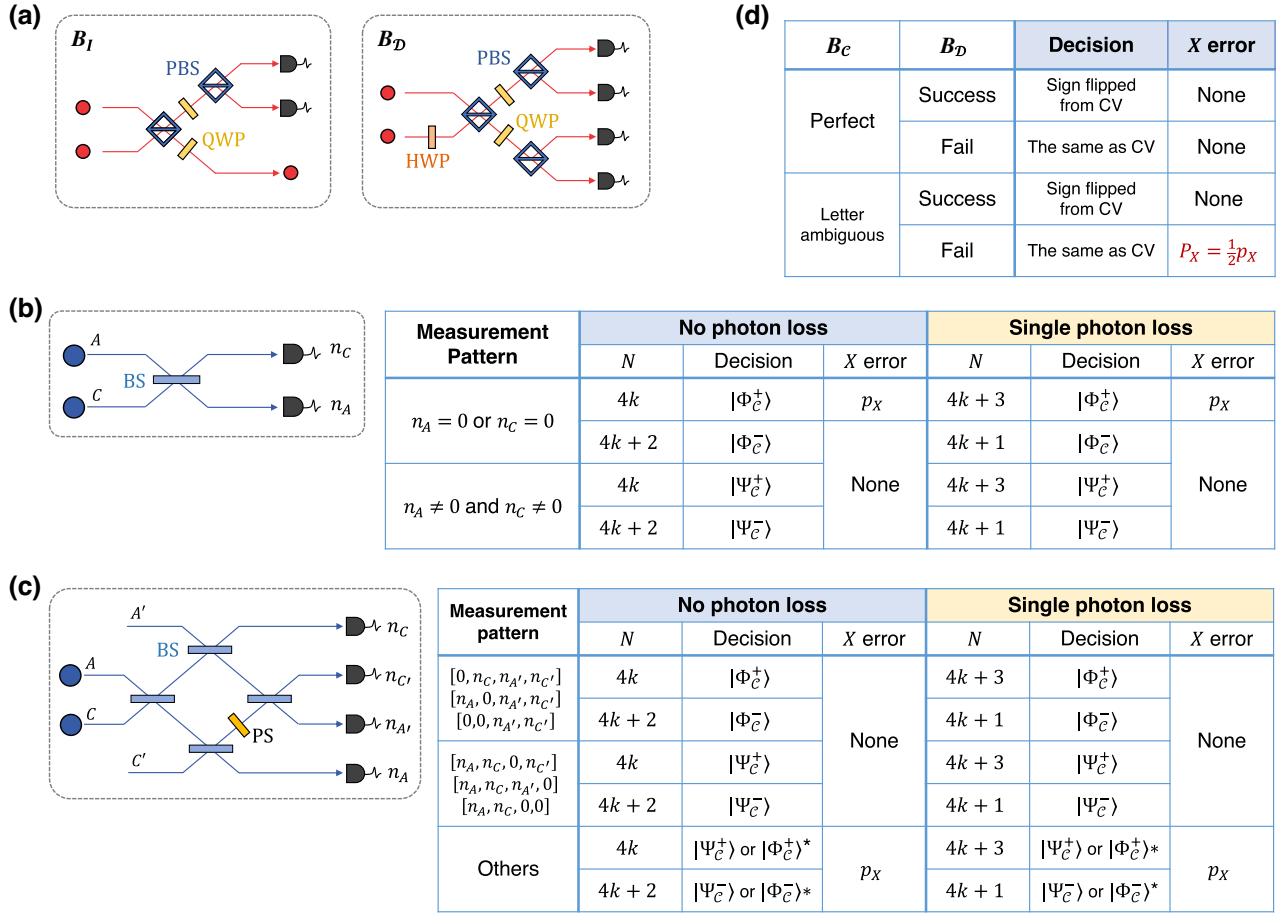 (a)
B_I
PBS
QWP
B_𝒟
PBS
QWP
HWP
(d)
B_𝒞 B_𝒟 Decision X error
Perfect
Success Sign flipped from CV None
Fail The same as CV None
Letter ambiguous
Success Sign flipped from CV None
Fail The same as CV P_X = 1/2 p_X
(b)
A
C
BS
n_C
n_A
Measurement Pattern No photon loss Single photon loss
N Decision X error N Decision X error
n_A = 0 or n_C = 0
4k |Φ_𝒞^+⟩ p_X 4k + 3 |Φ_𝒞^+⟩ p_X
4k + 2 |Φ_𝒞^−⟩ None 4k + 1 |Φ_𝒞^−⟩ None
n_A ≠ 0 and n_C ≠ 0
4k |Ψ_𝒞^+⟩ 4k + 3 |Ψ_𝒞^+⟩
4k + 2 |Ψ_𝒞^−⟩ 4k + 1 |Ψ_𝒞^−⟩
(c)
A′
BS
A
C
PS
C′
n_C
n_C′
n_A′
n_A
Measurement pattern No photon loss Single photon loss
N Decision X error N Decision X error
[0, n_C, n_A′, n_C′]
[n_A, 0, n_A′, n_C′]
[0,0, n_A′, n_C′]
4k |Φ_𝒞^+⟩ None 4k + 3 |Φ_𝒞^+⟩ None
4k + 2 |Φ_𝒞^−⟩ 4k + 1 |Φ_𝒞^−⟩
[n_A, n_C, 0, n_C′]
[n_A, n_C, n_A′, 0]
[n_A, n_C, 0,0]
4k |Ψ_𝒞^+⟩ 4k + 3 |Ψ_𝒞^+⟩
4k + 2 |Ψ_𝒞^−⟩ 4k + 1 |Ψ_𝒞^−⟩
Others
4k |Ψ_𝒞^+⟩ or |Φ_𝒞^+⟩* p_X 4k + 3 |Ψ_𝒞^+⟩ or |Φ_𝒞^+⟩* p_X
4k + 2 |Ψ_𝒞^−⟩ or |Φ_𝒞^−⟩* 4k + 1 |Ψ_𝒞^−⟩ or |Φ_𝒞^−⟩*